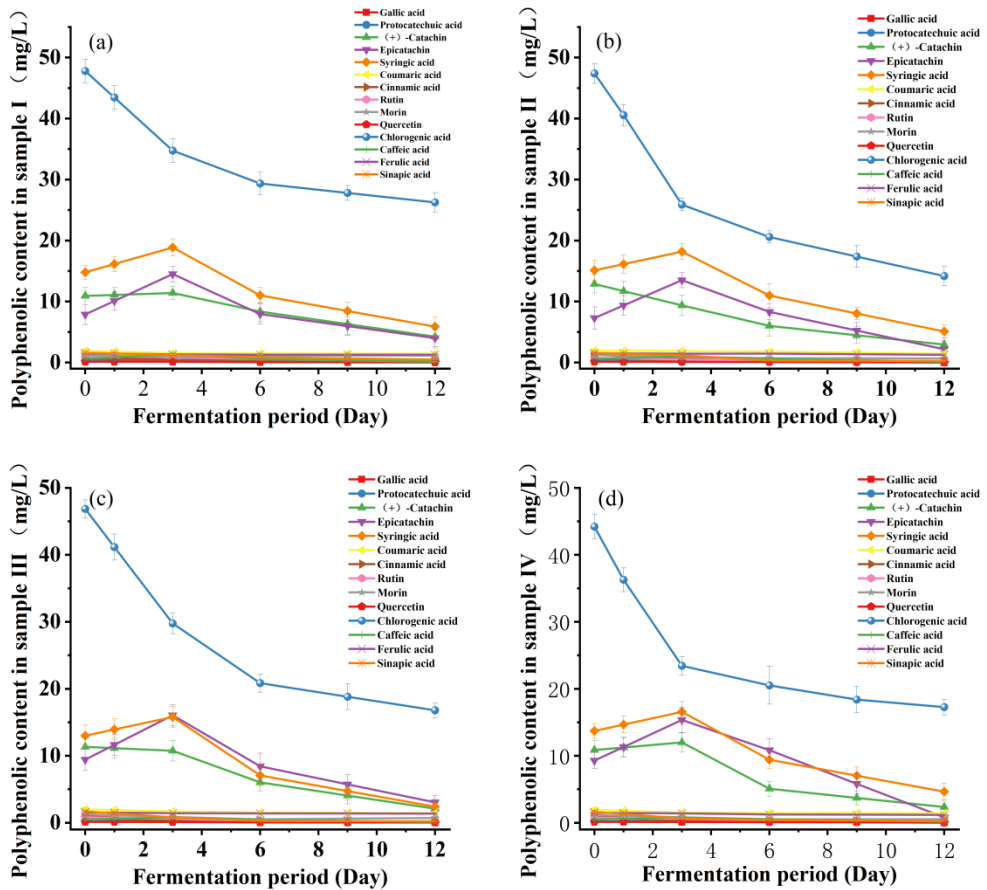 (a)
Polyphenolic content in sample I（mg/L）
60
50
40
30
20
10
0
0 2 4 6 8 10 12
Fermentation period (Day)
Gallic acid
Protocatechuic acid
（+）-Catachin
Epicatachin
Syringic acid
Coumaric acid
Cinnamic acid
Rutin
Morin
Quercetin
Chlorogenic acid
Caffeic acid
Ferulic acid
Sinapic acid
(b)
Polyphenolic content in sample II（mg/L）
50
40
30
20
10
0
0 2 4 6 8 10 12
Fermentation period (Day)
Gallic acid
Protocatechuic acid
（+）-Catachin
Epicatachin
Syringic acid
Coumaric acid
Cinnamic acid
Rutin
Morin
Quercetin
Chlorogenic acid
Caffeic acid
Ferulic acid
Sinapic acid
(c)
Polyphenolic content in sample III（mg/L）
50
40
30
20
10
0
0 2 4 6 8 10 12
Fermentation period (Day)
Gallic acid
Protocatechuic acid
（+）-Catachin
Epicatachin
Syringic acid
Coumaric acid
Cinnamic acid
Rutin
Morin
Quercetin
Chlorogenic acid
Caffeic acid
Ferulic acid
Sinapic acid
(d)
Polyphenolic content in sample IV（mg/L）
50
40
30
20
10
0
0 2 4 6 8 10 12
Fermentation period (Day)
Gallic acid
Protocatechuic acid
（+）-Catachin
Epicatachin
Syringic acid
Coumaric acid
Cinnamic acid
Rutin
Morin
Quercetin
Chlorogenic acid
Caffeic acid
Ferulic acid
Sinapic acid